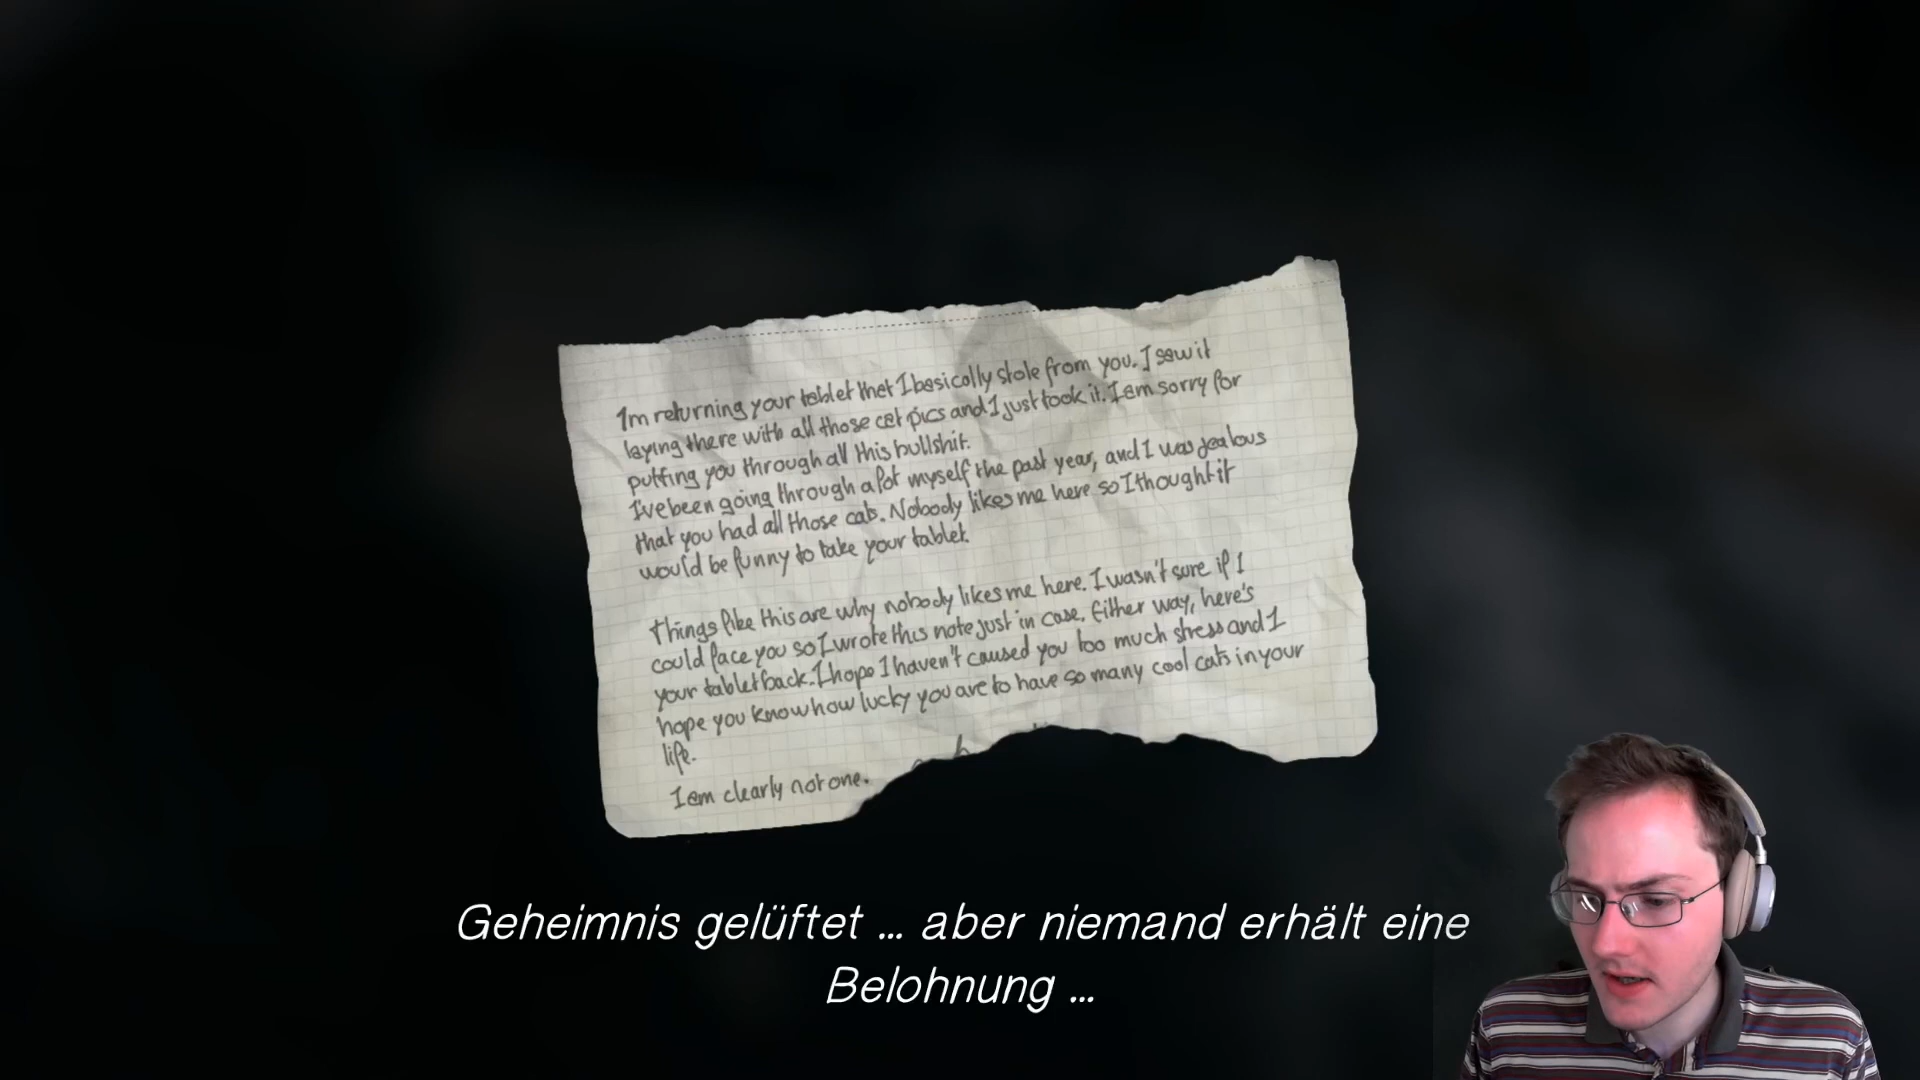 I'm returning your tablet that I basically stole from you. I saw it
laying there with all those cat pics and I just took it. I am sorry for
putting you through all this bullshit.
I've been going through a lot myself the past year, and I was jealous
that you had all those cats. Nobody likes me here so I thought it
would be funny to take your tablet.
Things like this are why nobody likes me here. I wasn't sure if I
could face you so I wrote this note just in case. Either way, here's
your tablet back. I hope I haven't caused you too much stress and I
hope you know how lucky you are to have so many cool cats in your
life.
I am clearly not one.
Geheimnis gelüftet ... aber niemand erhält eine
Belohnung ...